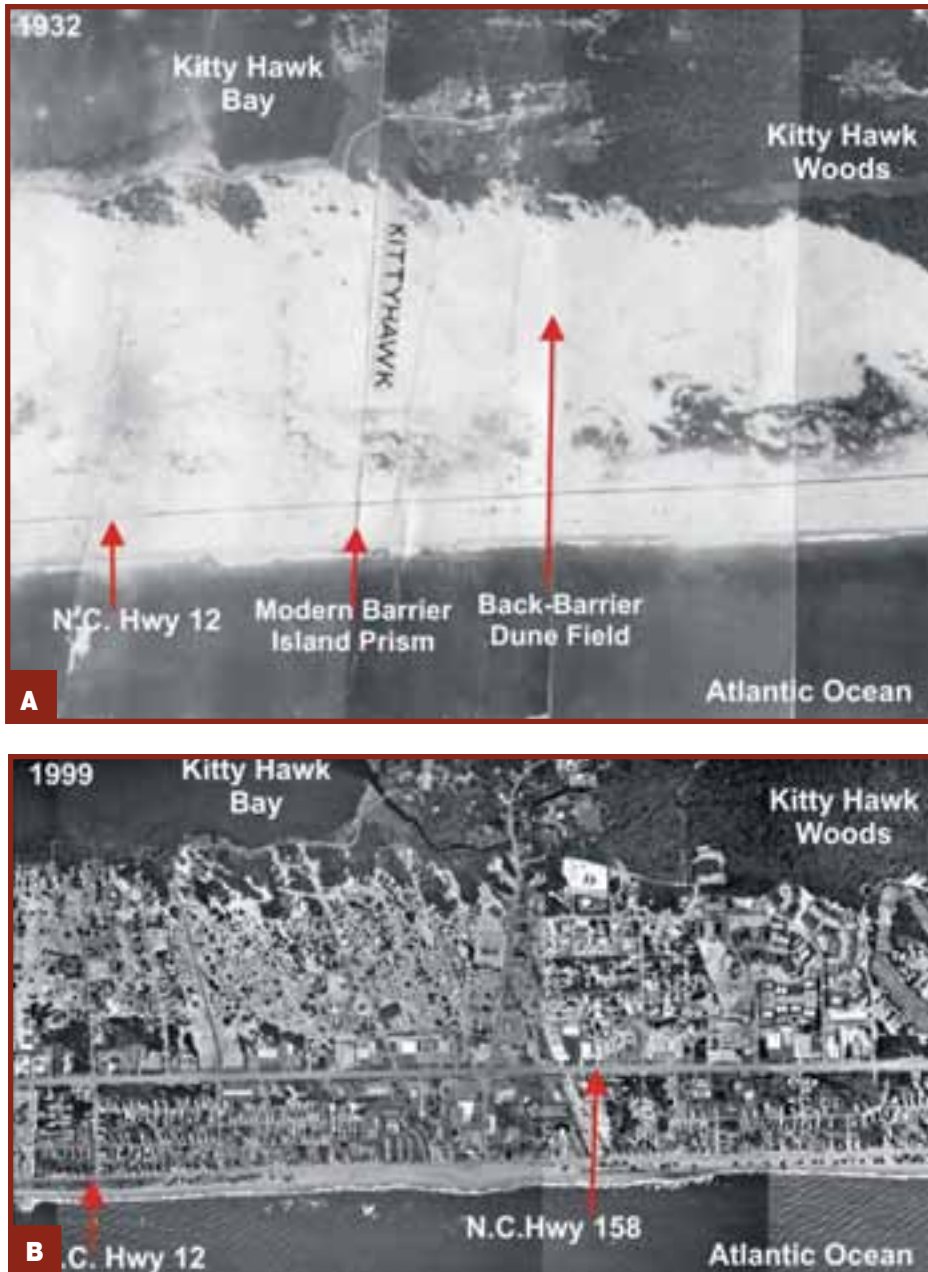 1932
Kitty Hawk
Bay
Kitty Hawk
Woods
KITTYHAWK
N.C. Hwy 12
Modern Barrier
Island Prism
Back-Barrier
Dune Field
A
Atlantic Ocean
1999
Kitty Hawk
Bay
Kitty Hawk
Woods
N.C.Hwy 158
B
.C. Hwy 12
Atlantic Ocean